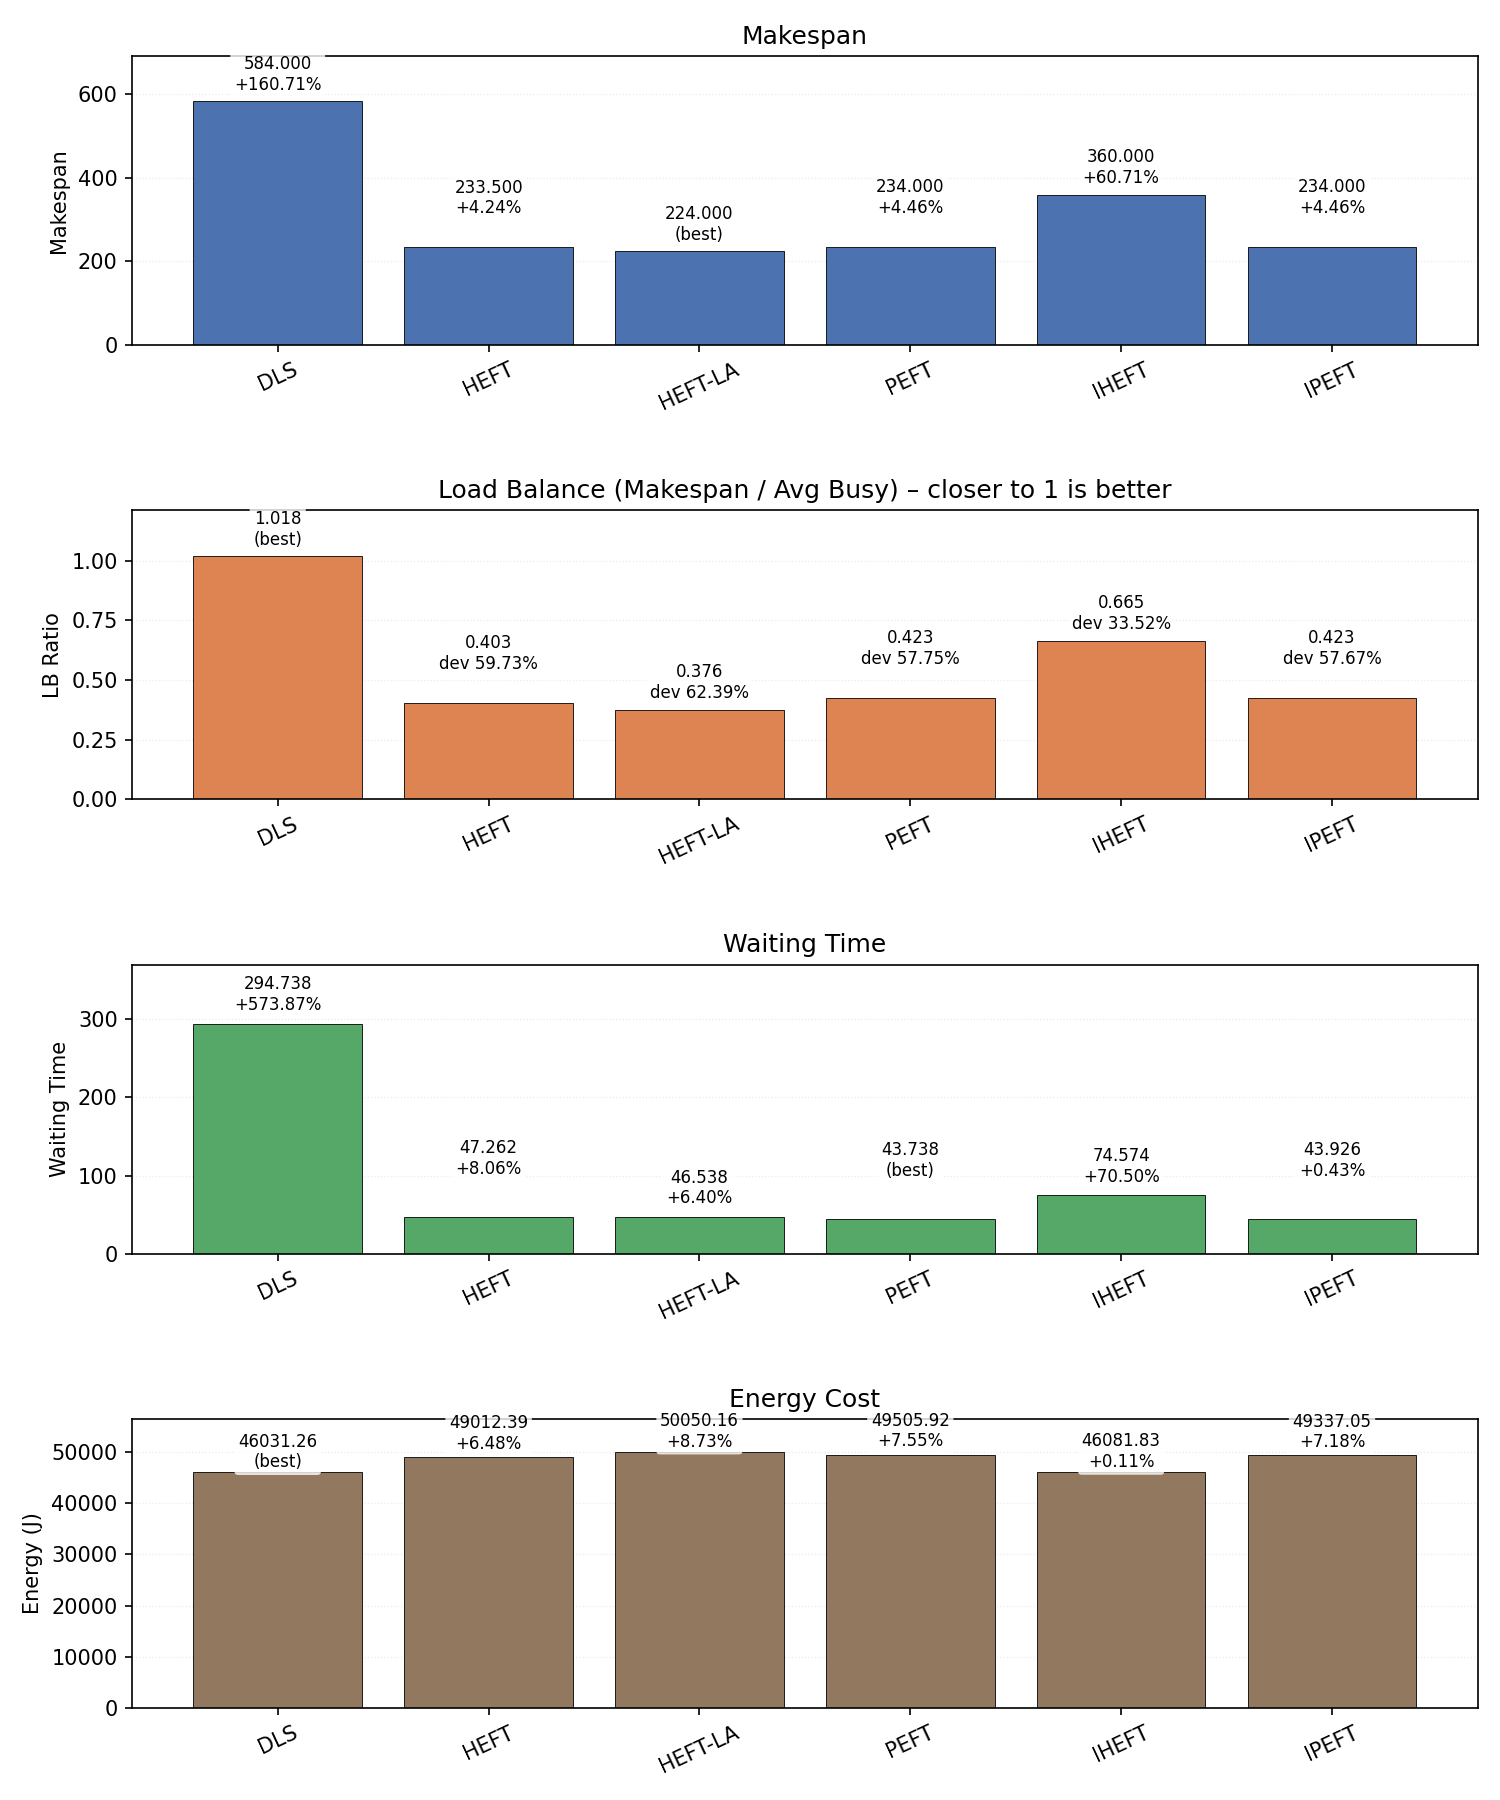 Makespan
584.000
+160.71%
233.500
+4.24%
224.000
(best)
234.000
+4.46%
360.000
+60.71%
234.000
+4.46%
Makespan
600
400
200
0
DLS
HEFT
HEFT-LA
PEFT
IHEFT
IPEFT
Load Balance (Makespan / Avg Busy) – closer to 1 is better
1.018
(best)
0.403
dev 59.73%
0.376
dev 62.39%
0.423
dev 57.75%
0.665
dev 33.52%
0.423
dev 57.67%
LB Ratio
1.00
0.75
0.50
0.25
0.00
DLS
HEFT
HEFT-LA
PEFT
IHEFT
IPEFT
Waiting Time
294.738
+573.87%
47.262
+8.06%
46.538
+6.40%
43.738
(best)
74.574
+70.50%
43.926
+0.43%
Waiting Time
300
200
100
0
DLS
HEFT
HEFT-LA
PEFT
IHEFT
IPEFT
Energy Cost
46031.26
(best)
49012.39
+6.48%
50050.16
+8.73%
49505.92
+7.55%
46081.83
+0.11%
49337.05
+7.18%
Energy (J)
50000
40000
30000
20000
10000
0
DLS
HEFT
HEFT-LA
PEFT
IHEFT
IPEFT